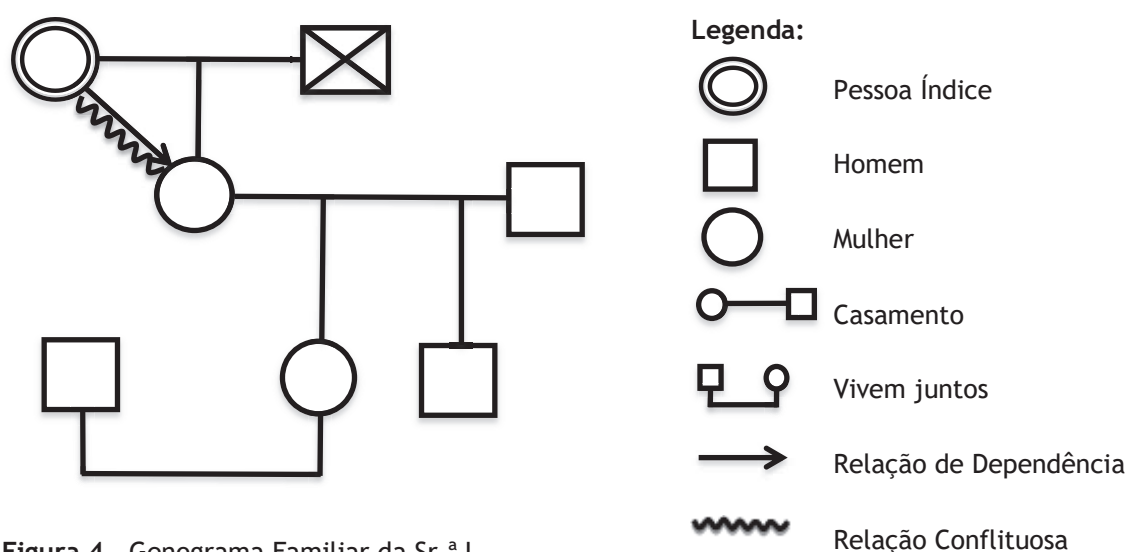 Legenda:
Pessoa Índice
Homem
Mulher
Casamento
Vivem juntos
Relação de Dependência
Relação Conflituosa
Figura 4 Genograma Familiar da Sr.ª I